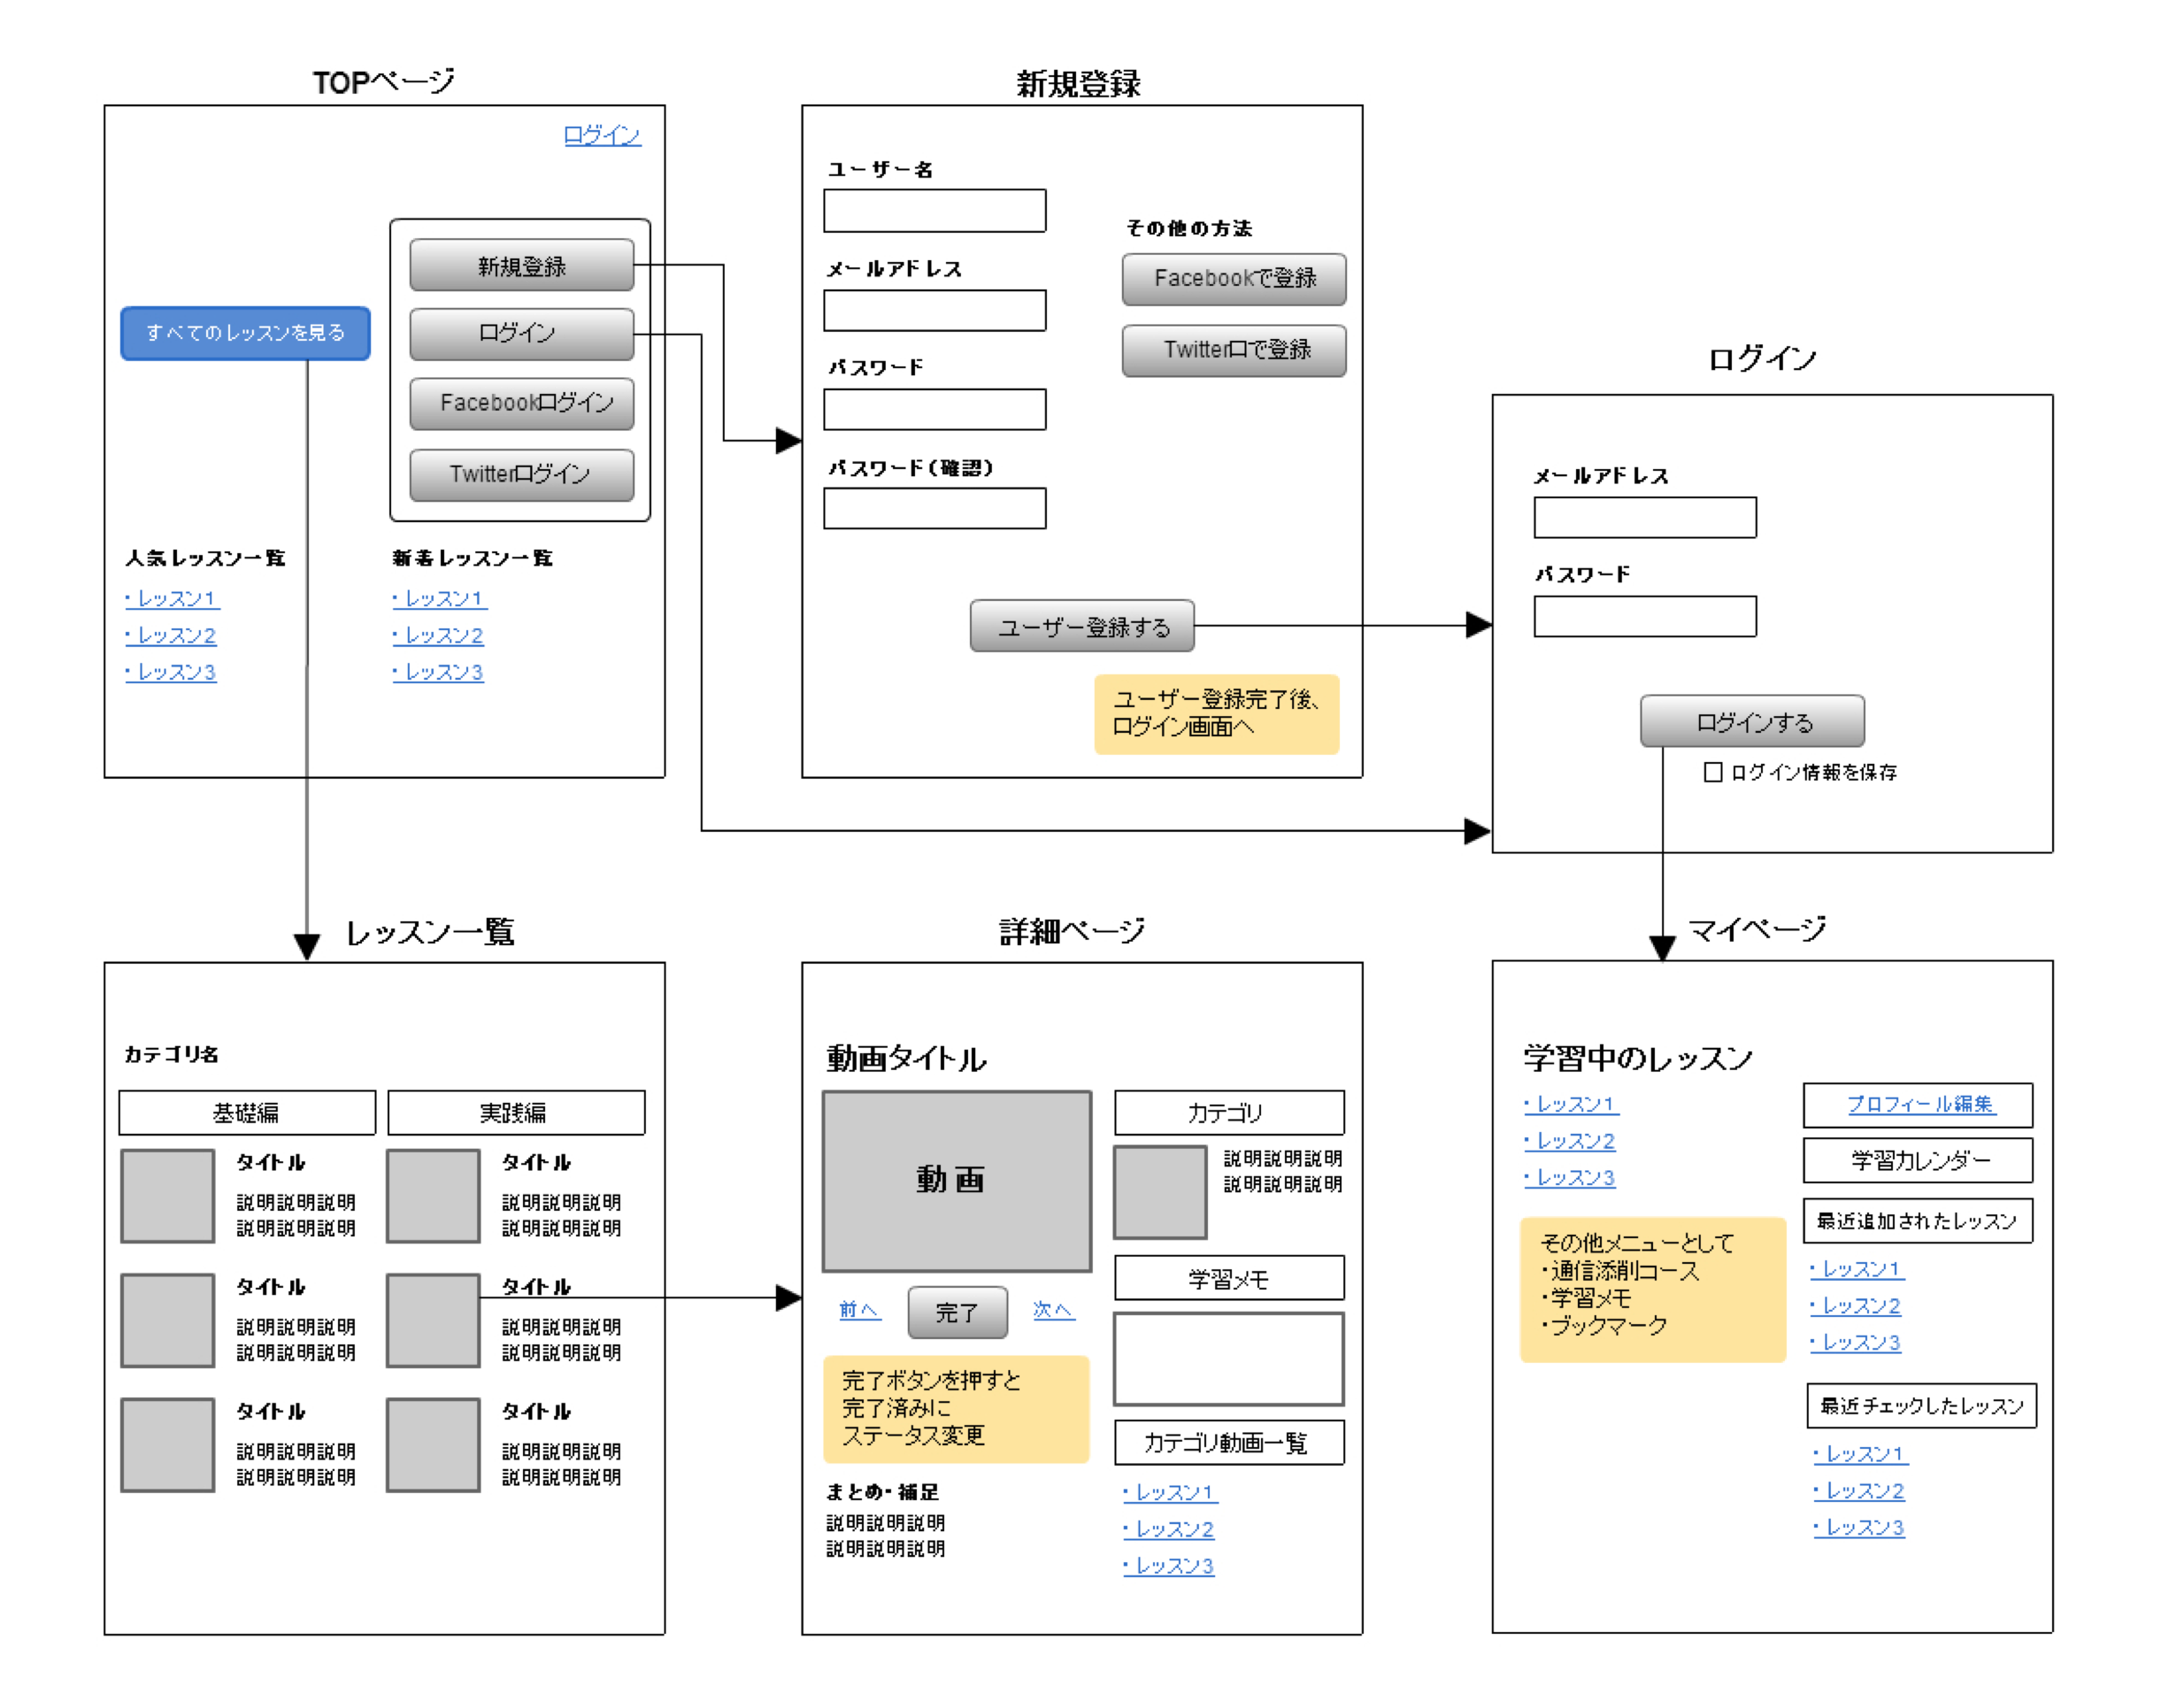 TOPページ
ログイン
新規登録
ログイン
Facebookログイン
Twitterログイン
すべてのレッスンを見る
人気レッスン一覧
・レッスン1
・レッスン2
・レッスン3
新着レッスン一覧
・レッスン1
・レッスン2
・レッスン3
新規登録
ユーザー名
メールアドレス
パスワード
パスワード(確認)
その他の方法
Facebookで登録
Twitterロで登録
ユーザー登録する
ユーザー登録完了後、
ログイン画面へ
ログイン
メールアドレス
パスワード
ログインする
ログイン情報を保存
レッスン一覧
カテゴリ名
基礎編
タイトル
説明説明説明
説明説明説明
タイトル
説明説明説明
説明説明説明
タイトル
説明説明説明
説明説明説明
実践編
タイトル
説明説明説明
説明説明説明
タイトル
説明説明説明
説明説明説明
タイトル
説明説明説明
説明説明説明
詳細ページ
動画タイトル
動画
前へ
完了
次へ
完了ボタンを押すと
完了済みに
ステータス変更
まとめ・補足
説明説明説明
説明説明説明
カテゴリ
説明説明説明
説明説明説明
学習メモ
カテゴリ動画一覧
・レッスン1
・レッスン2
・レッスン3
マイページ
学習中のレッスン
・レッスン1
・レッスン2
・レッスン3
その他メニューとして
・通信添削コース
・学習メモ
・ブックマーク
プロフィール編集
学習カレンダー
最近追加されたレッスン
・レッスン1
・レッスン2
・レッスン3
最近チェックしたレッスン
・レッスン1
・レッスン2
・レッスン3